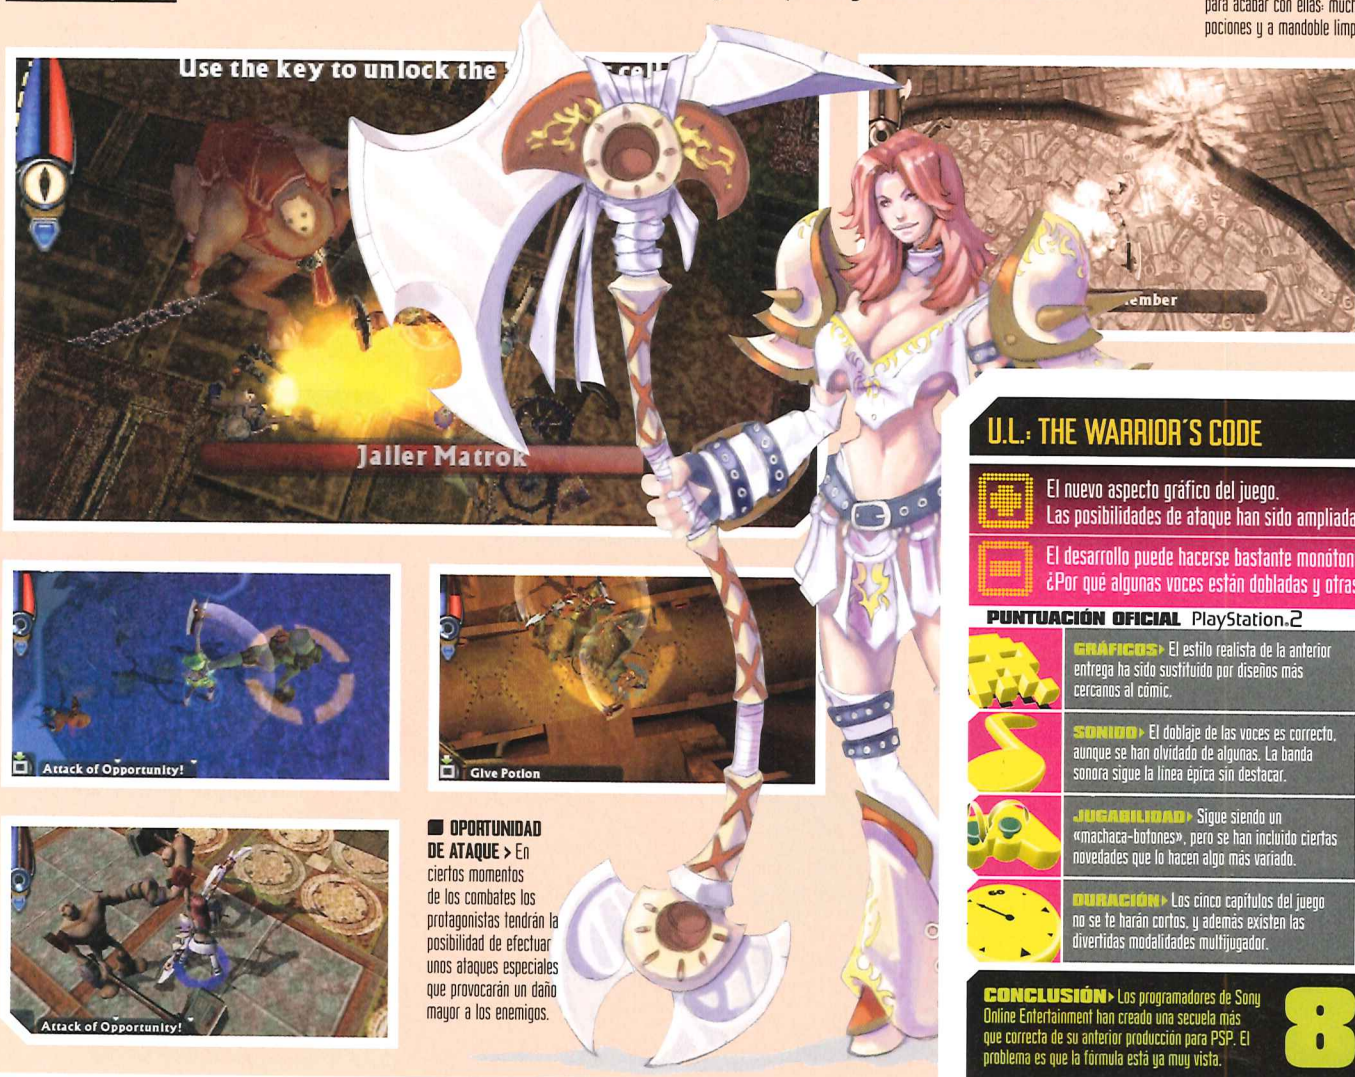 para acabar con ellas: much
pociones y a mandoble limp
Use the key to unlock the
cell
Jailer Matrok
ember
Attack of Opportunity!
Give Potion
Attack of Opportunity!
OPORTUNIDAD
DE ATAQUE > En
ciertos momentos
de los combates los
protagonistas tendrán la
posibilidad de efectuar
unos ataques especiales
que provocarán un daño
mayor a los enemigos.
U.L.: THE WARRIOR´S CODE
El nuevo aspecto gráfico del juego.
Las posibilidades de ataque han sido ampliada
El desarrollo puede hacerse bastante monóton
¿Por qué algunas voces están dobladas y otras
PUNTUACIÓN OFICIAL PlayStation.2
GRÁFICOS> El estilo realista de la anterior
entrega ha sido sustituido por diseños más
cercanos al cómic.
SONIDO> El doblaje de las voces es correcto,
aunque se han olvidado de algunas. La banda
sonora sigue la línea épica sin destacar.
JUGABILIDAD> Sigue siendo un
«machaca-botones», pero se han incluido ciertas
novedades que lo hacen algo más variado.
DURACIÓN> Los cinco capítulos del juego
no se te harán cortos, y además existen las
divertidas modalidades multijugador.
CONCLUSIÓN> Los programadores de Sony
Online Entertainment han creado una secuela más
que correcta de su anterior producción para PSP. El
problema es que la fórmula está ya muy vista.
8